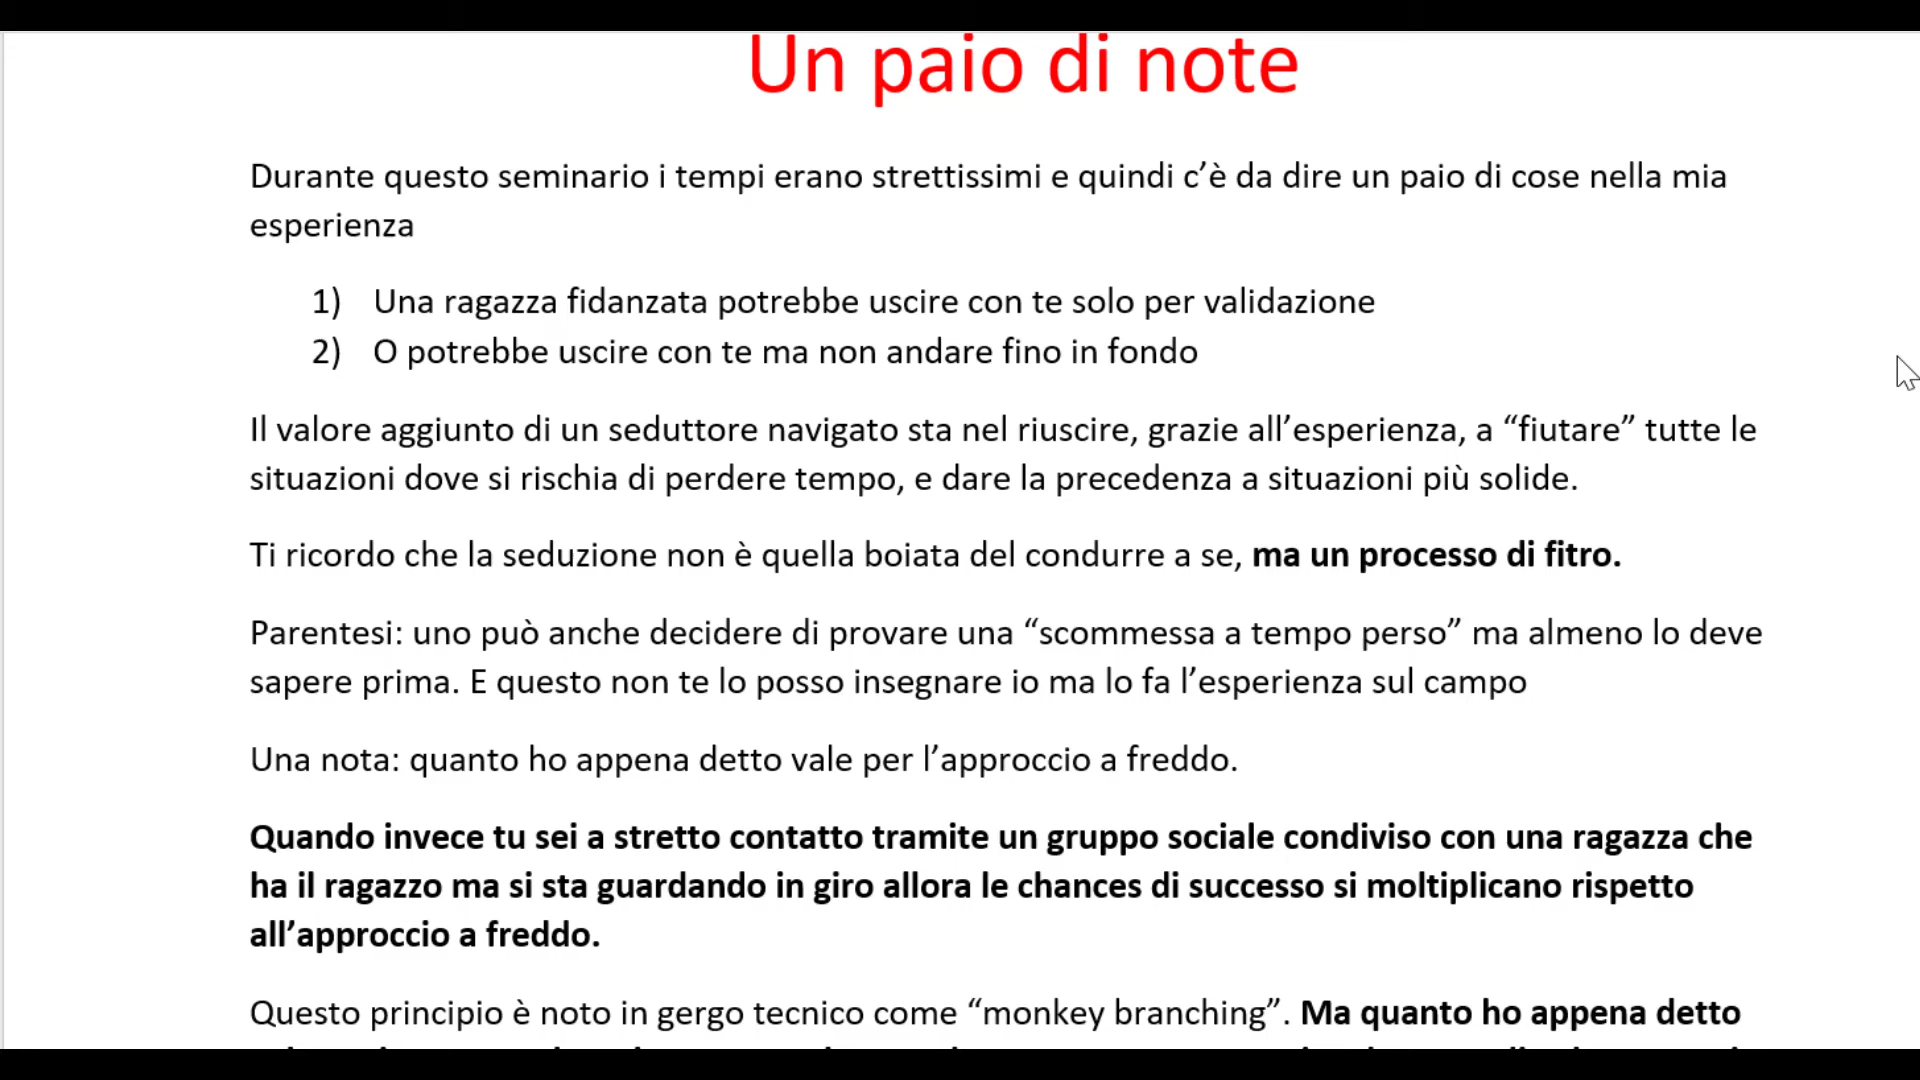 Un paio di note
Durante questo seminario i tempi erano strettissimi e quindi c’è da dire un paio di cose nella mia
esperienza
1) Una ragazza fidanzata potrebbe uscire con te solo per validazione
2) O potrebbe uscire con te ma non andare fino in fondo
Il valore aggiunto di un seduttore navigato sta nel riuscire, grazie all’esperienza, a “fiutare” tutte le
situazioni dove si rischia di perdere tempo, e dare la precedenza a situazioni più solide.
Ti ricordo che la seduzione non è quella boiata del condurre a se, ma un processo di fitro.
Parentesi: uno può anche decidere di provare una “scommessa a tempo perso” ma almeno lo deve
sapere prima. E questo non te lo posso insegnare io ma lo fa l’esperienza sul campo
Una nota: quanto ho appena detto vale per l’approccio a freddo.
Quando invece tu sei a stretto contatto tramite un gruppo sociale condiviso con una ragazza che
ha il ragazzo ma si sta guardando in giro allora le chances di successo si moltiplicano rispetto
all’approccio a freddo.
Questo principio è noto in gergo tecnico come “monkey branching”. Ma quanto ho appena detto